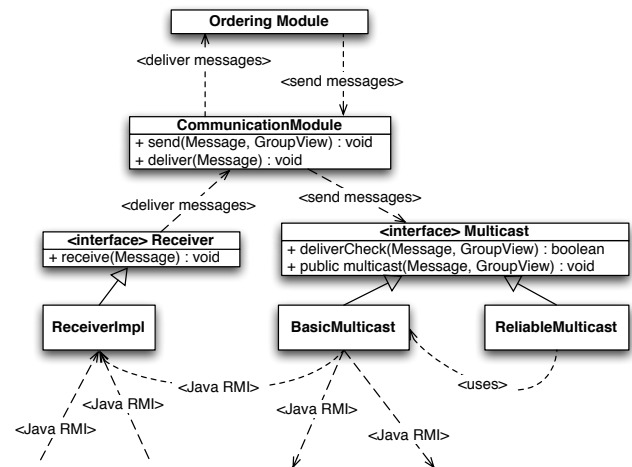 Ordering Module
<deliver messages>
<send messages>
CommunicationModule
+ send(Message, GroupView) : void
+ deliver(Message) : void
<deliver messages>
<send messages>
<interface> Receiver
+ receive(Message) : void
<interface> Multicast
+ deliverCheck(Message, GroupView) : boolean
+ public multicast(Message, GroupView) : void
ReceiverImpl
BasicMulticast
ReliableMulticast
<Java RMI>
<uses>
<Java RMI>
<Java RMI>
<Java RMI>
<Java RMI>